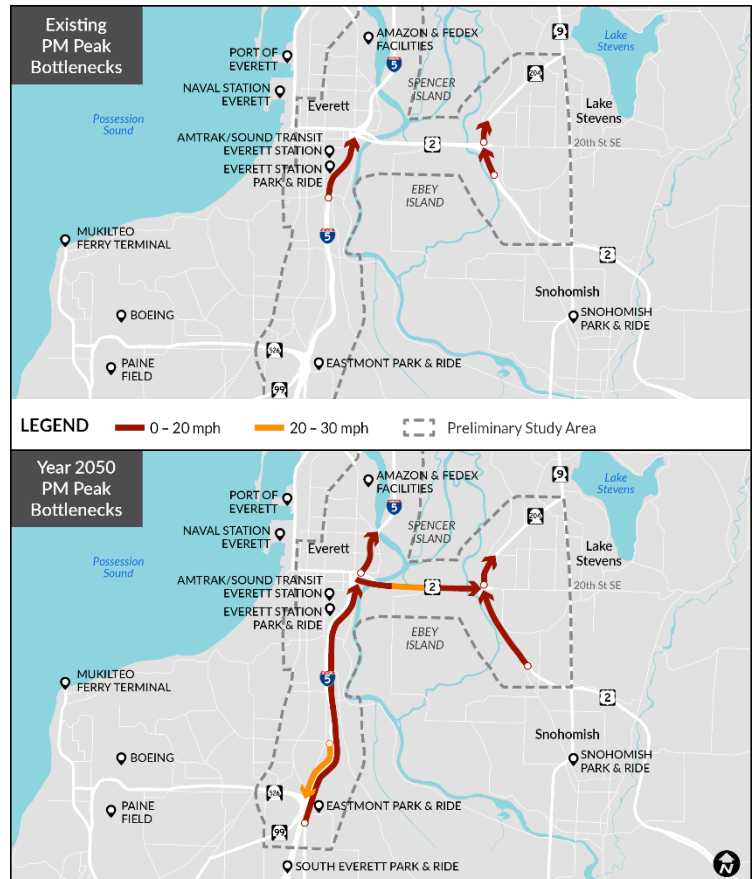 Existing
PM Peak
Bottlenecks
AMAZON & FEDEX
FACILITIES
9
Lake
Stevens
PORT OF
EVERETT
5
SPENCER
ISLAND
204
NAVAL STATION
EVERETT
Everett
Lake
Stevens
Possession
Sound
AMTRAK/SOUND TRANSIT
EVERETT STATION
2
20th St SE
EVERETT STATION
PARK & RIDE
EBEY
ISLAND
MUKILTEO
FERRY TERMINAL
5
2
Snohomish
BOEING
SNOHOMISH
PARK & RIDE
526
PAINE
FIELD
EASTMONT PARK & RIDE
99
LEGEND
0 – 20 mph
20 – 30 mph
Preliminary Study Area
Year 2050
PM Peak
Bottlenecks
AMAZON & FEDEX
FACILITIES
9
Lake
Stevens
PORT OF
EVERETT
5
SPENCER
ISLAND
204
NAVAL STATION
EVERETT
Everett
Lake
Stevens
Possession
Sound
AMTRAK/SOUND TRANSIT
EVERETT STATION
2
20th St SE
EVERETT STATION
PARK & RIDE
EBEY
ISLAND
MUKILTEO
FERRY TERMINAL
5
2
Snohomish
BOEING
SNOHOMISH
PARK & RIDE
526
PAINE
FIELD
EASTMONT PARK & RIDE
99
SOUTH EVERETT PARK & RIDE
N